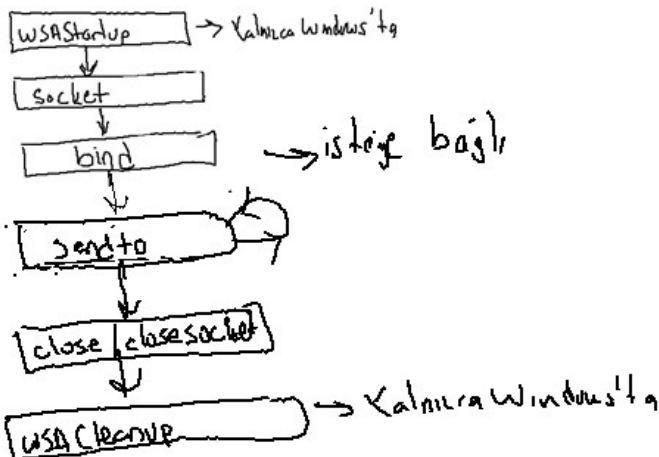 WSAStartup → Yalnızca Windows'ta
socket
bind → isteğe bağlı
sendto
close | closesocket
WSACleanup → Yalnızca Windows'ta